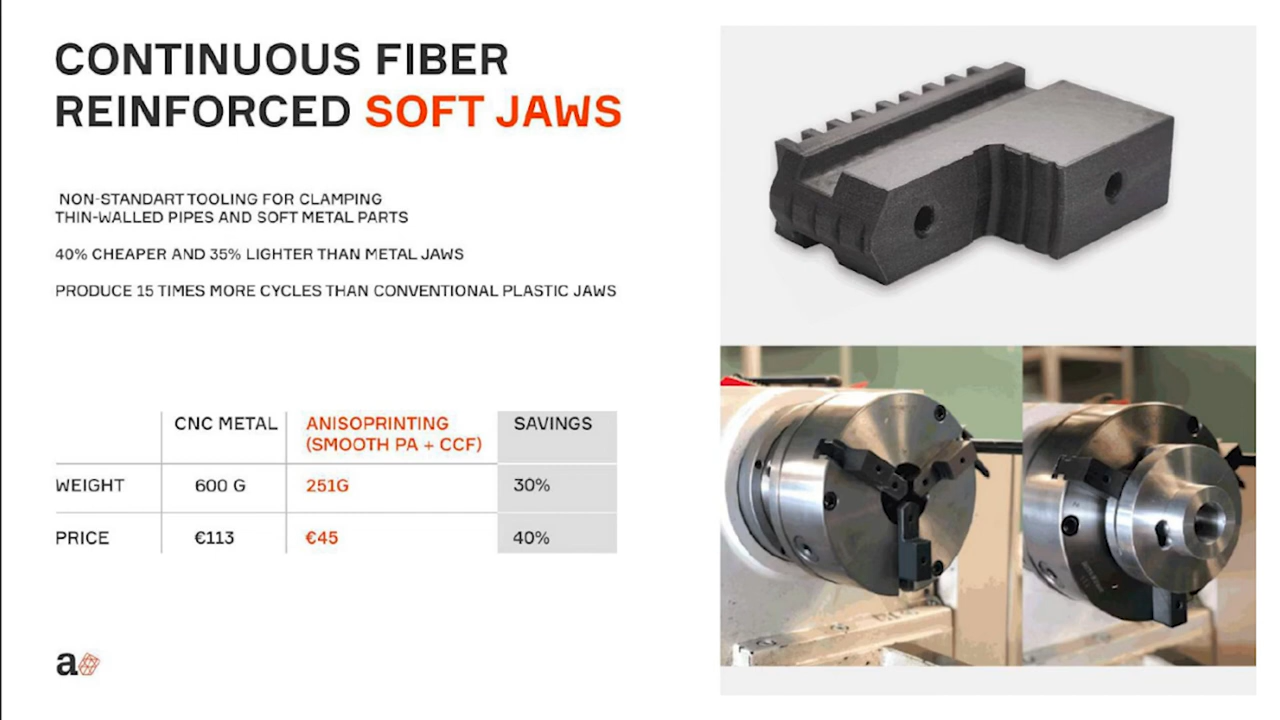 CONTINUOUS FIBER
REINFORCED SOFT JAWS
NON-STANDART TOOLING FOR CLAMPING
THIN-WALLED PIPES AND SOFT METAL PARTS
40% CHEAPER AND 35% LIGHTER THAN METAL JAWS
PRODUCE 15 TIMES MORE CYCLES THAN CONVENTIONAL PLASTIC JAWS
CNC METAL
ANISOPRINTING
(SMOOTH PA + CCF)
SAVINGS
WEIGHT 600 G 251G 30%
PRICE €113 €45 40%
a